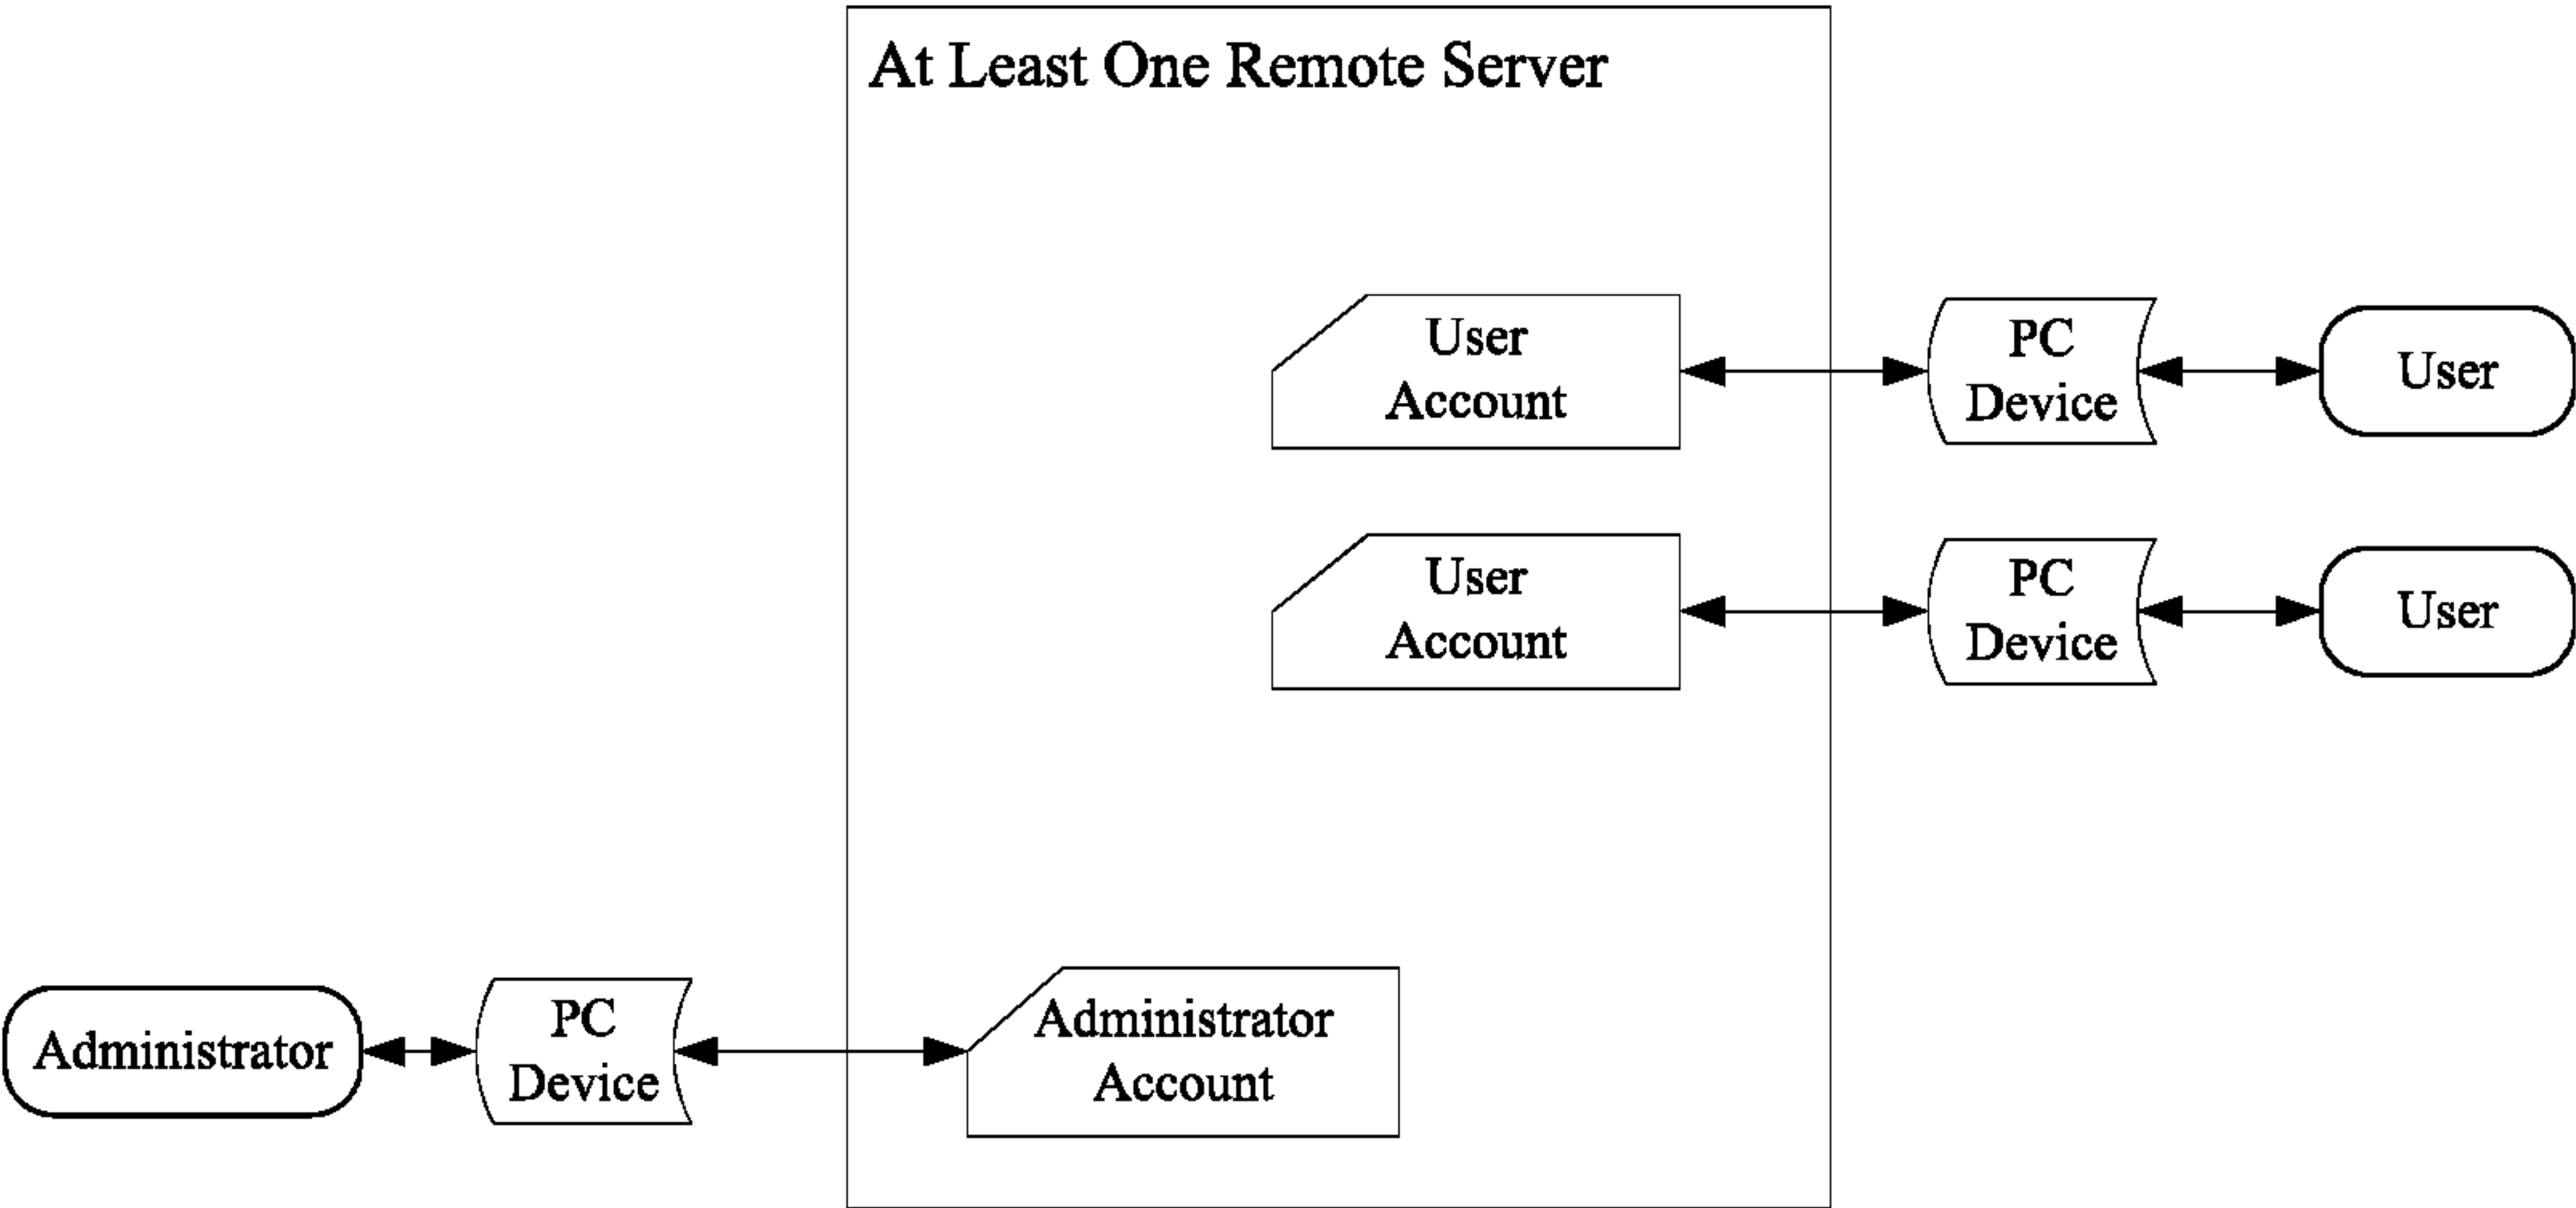 At Least One Remote Server
User
Account
PC
Device
User
User
Account
PC
Device
User
Administrator
PC
Device
Administrator
Account